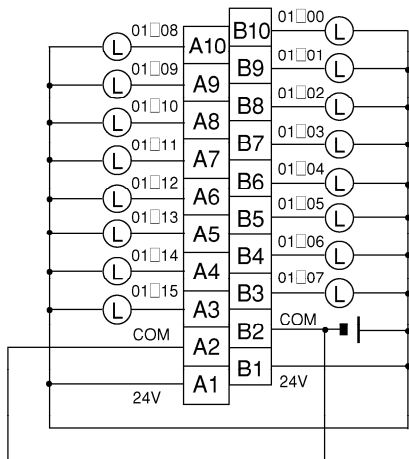 01□08 L A10 B10 01□00 L
01□09 L A9 B9 01□01 L
01□10 L A8 B8 01□02 L
01□11 L A7 B7 01□03 L
01□12 L A6 B6 01□04 L
01□13 L A5 B5 01□05 L
01□14 L A4 B4 01□06 L
01□15 L A3 B3 01□07 L
COM A2 B2 COM
24V A1 B1 24V